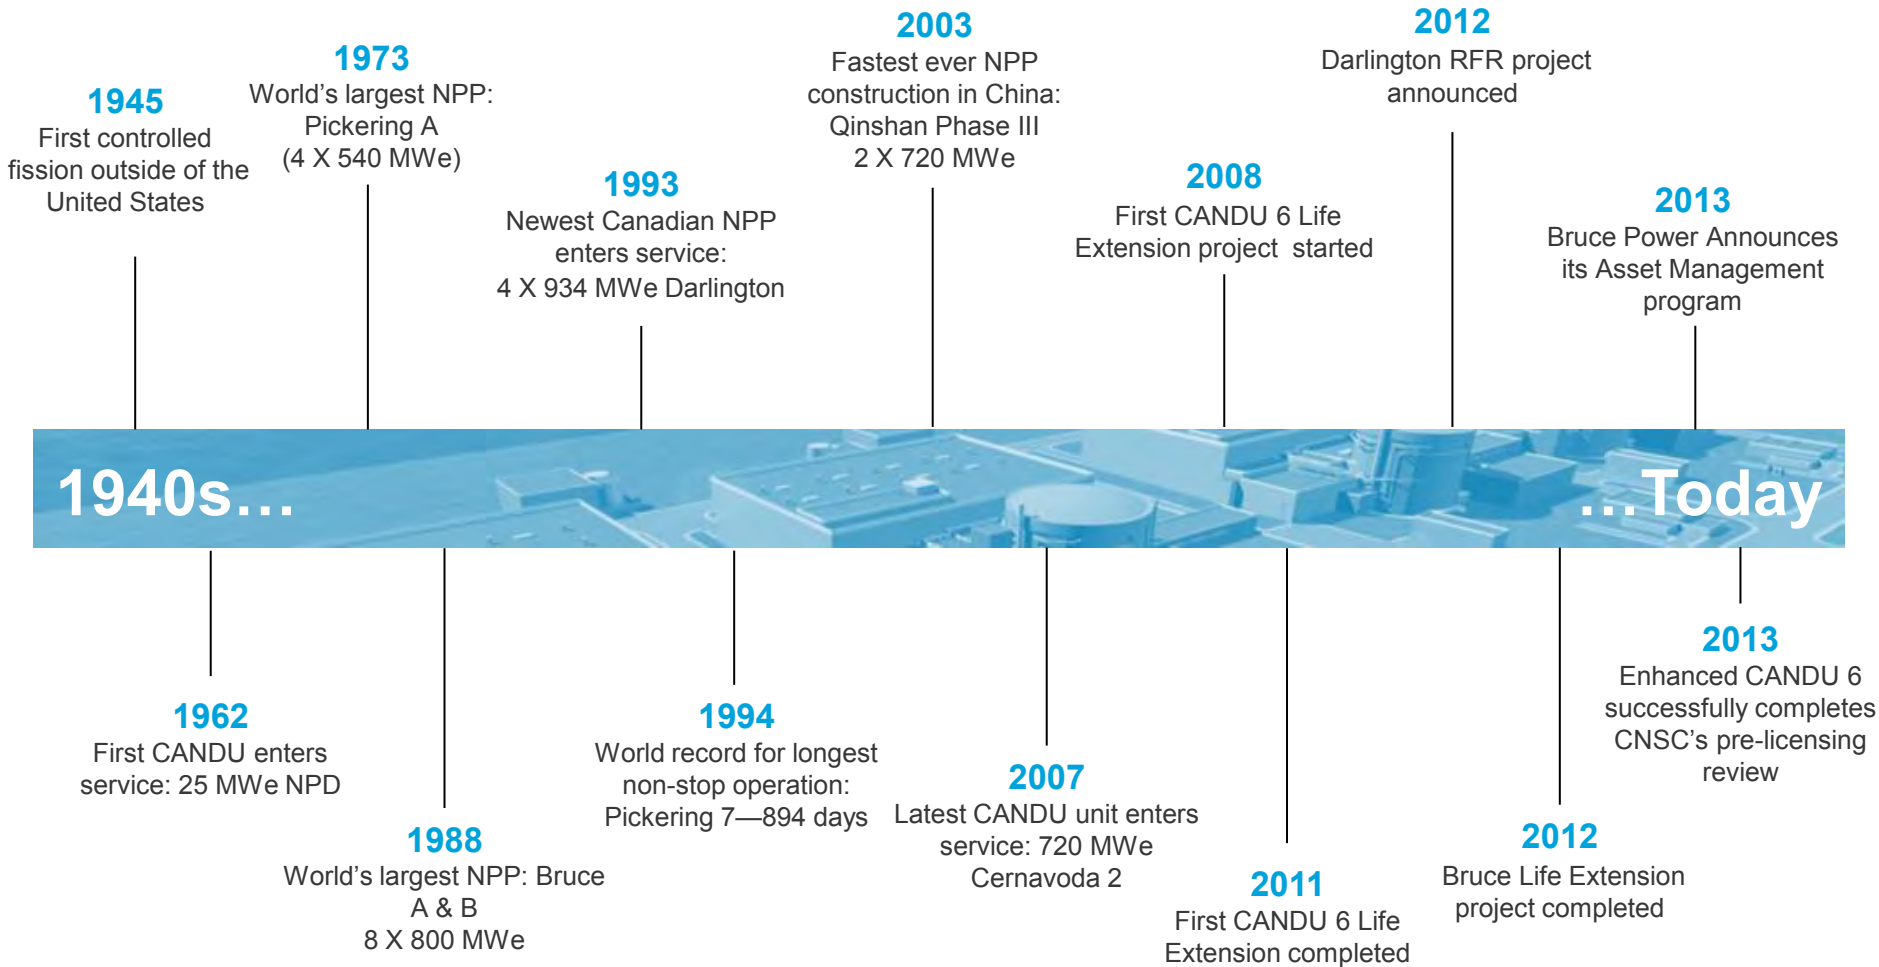 1945
First controlled
fission outside of the
United States
1973
World's largest NPP:
Pickering A
(4 X 540 MWe)
1993
Newest Canadian NPP
enters service:
4 X 934 MWe Darlington
2003
Fastest ever NPP
construction in China:
Qinshan Phase III
2 X 720 MWe
2008
First CANDU 6 Life
Extension project  started
2012
Darlington RFR project
announced
2013
Bruce Power Announces
its Asset Management
program
1940s…
…Today
1962
First CANDU enters
service: 25 MWe NPD
1988
World's largest NPP: Bruce
A & B
8 X 800 MWe
1994
World record for longest
non-stop operation:
Pickering 7—894 days
2007
Latest CANDU unit enters
service: 720 MWe
Cernavoda 2
2011
First CANDU 6 Life
Extension completed
2012
Bruce Life Extension
project completed
2013
Enhanced CANDU 6
successfully completes
CNSC's pre-licensing
review